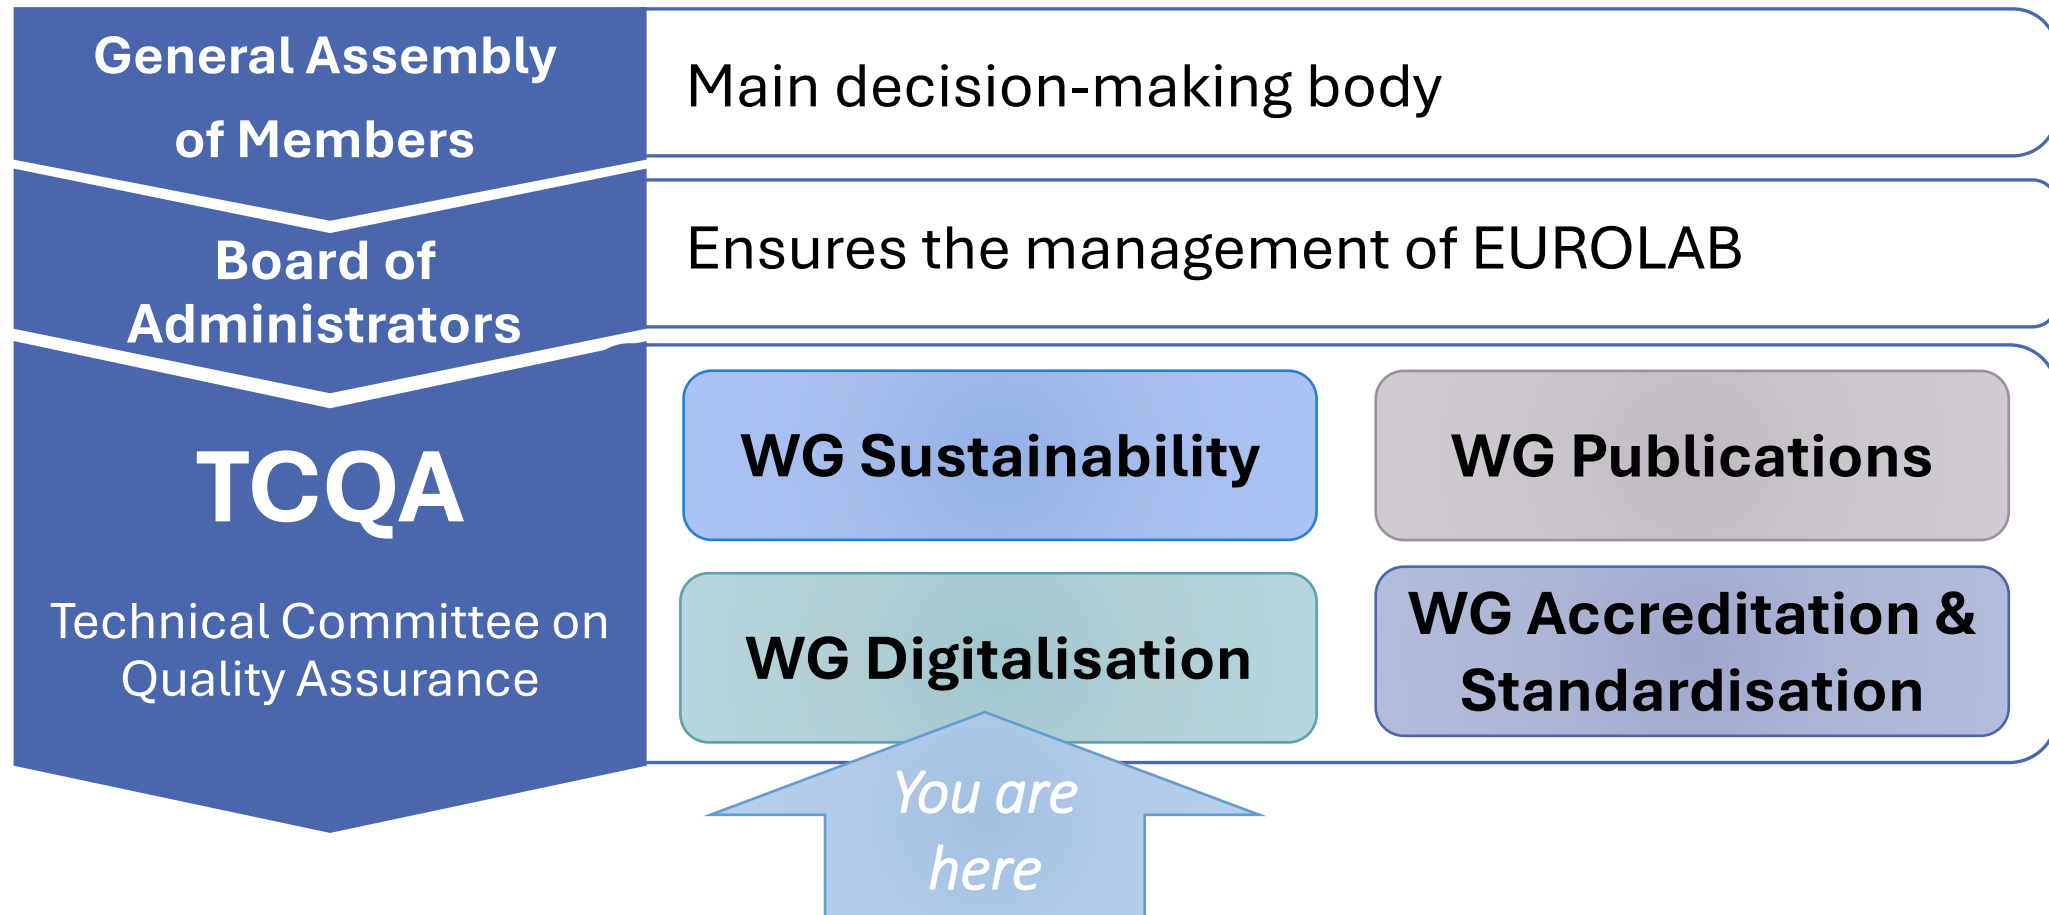 General Assembly
of Members
Main decision-making body
Board of
Administrators
Ensures the management of EUROLAB
TCQA
Technical Committee on
Quality Assurance
WG Sustainability
WG Publications
WG Digitalisation
WG Accreditation &
Standardisation
You are
here